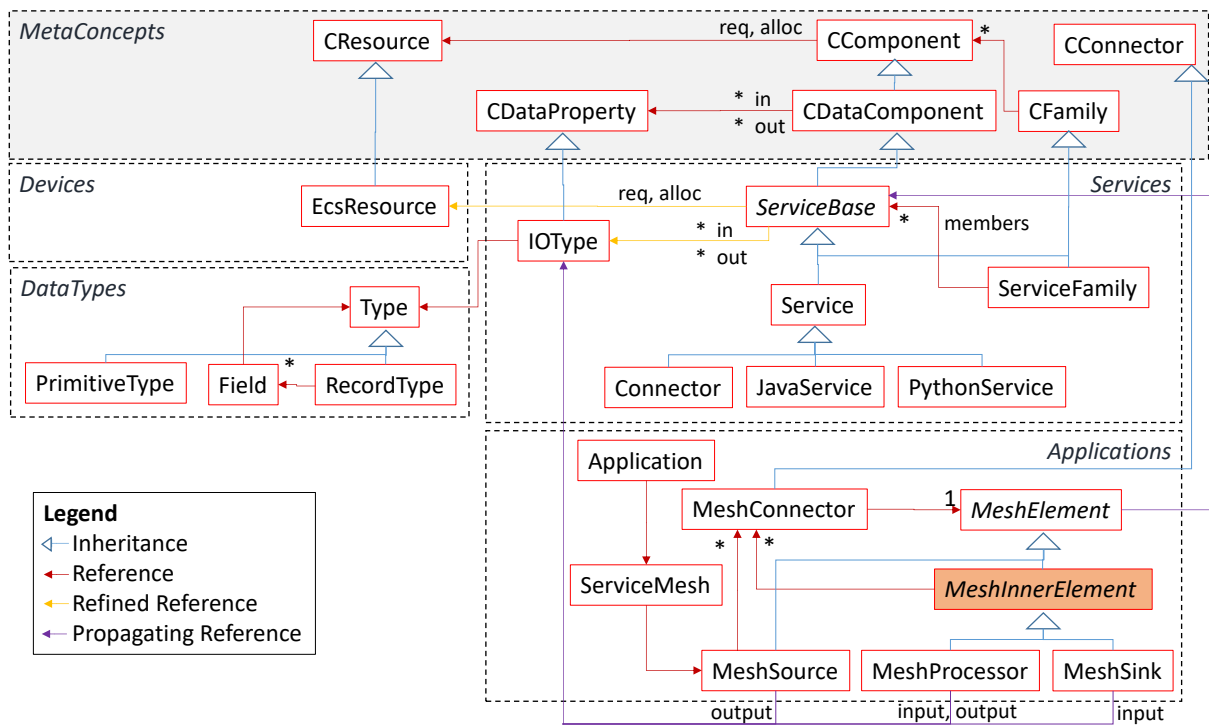 MetaConcepts
CResource
req, alloc
CComponent
*
CConnector
CDataProperty
* in
* out
CDataComponent
CFamily
Devices
EcsResource
req, alloc
ServiceBase
*
members
Services
IOType
* in
* out
ServiceFamily
DataTypes
Type
Service
PrimitiveType
Field
*
RecordType
Connector
JavaService
PythonService
Applications
Application
MeshConnector
1
MeshElement
*
*
ServiceMesh
MeshInnerElement
MeshSource
MeshProcessor
MeshSink
output
input, output
input
Legend
Inheritance
Reference
Refined Reference
Propagating Reference